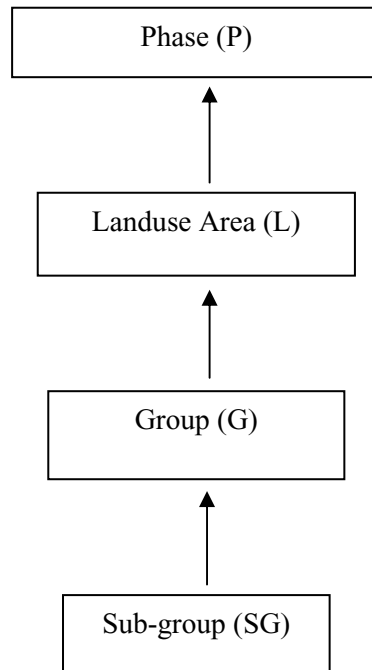 Phase (P)
Landuse Area (L)
Group (G)
Sub-group (SG)